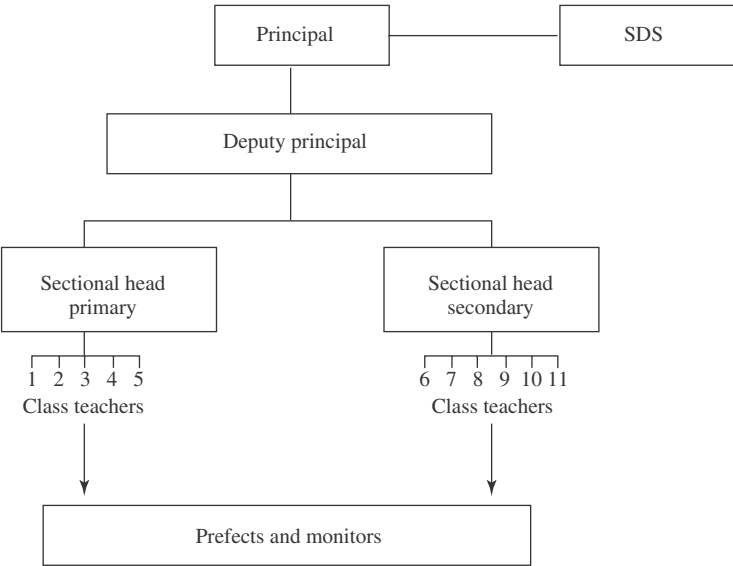 Principal
SDS
Deputy principal
Sectional head
primary
Sectional head
secondary
1 2 3 4 5
Class teachers
6 7 8 9 10 11
Class teachers
Prefects and monitors